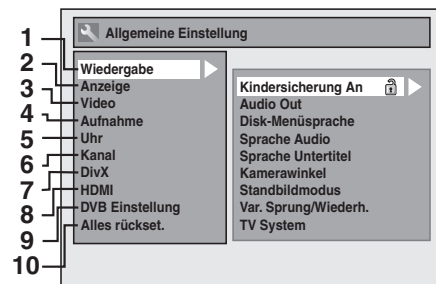 Allgemeine Einstellung
1 Wiedergabe
2 Anzeige
3 Video
4 Aufnahme
5 Uhr
6 Kanal
7 DivX
8 HDMI
9 DVB Einstellung
10 Alles rückset.
Kindersicherung An
Audio Out
Disk-Menüsprache
Sprache Audio
Sprache Untertitel
Kamerawinkel
Standbildmodus
Var. Sprung/Wiederh.
TV System